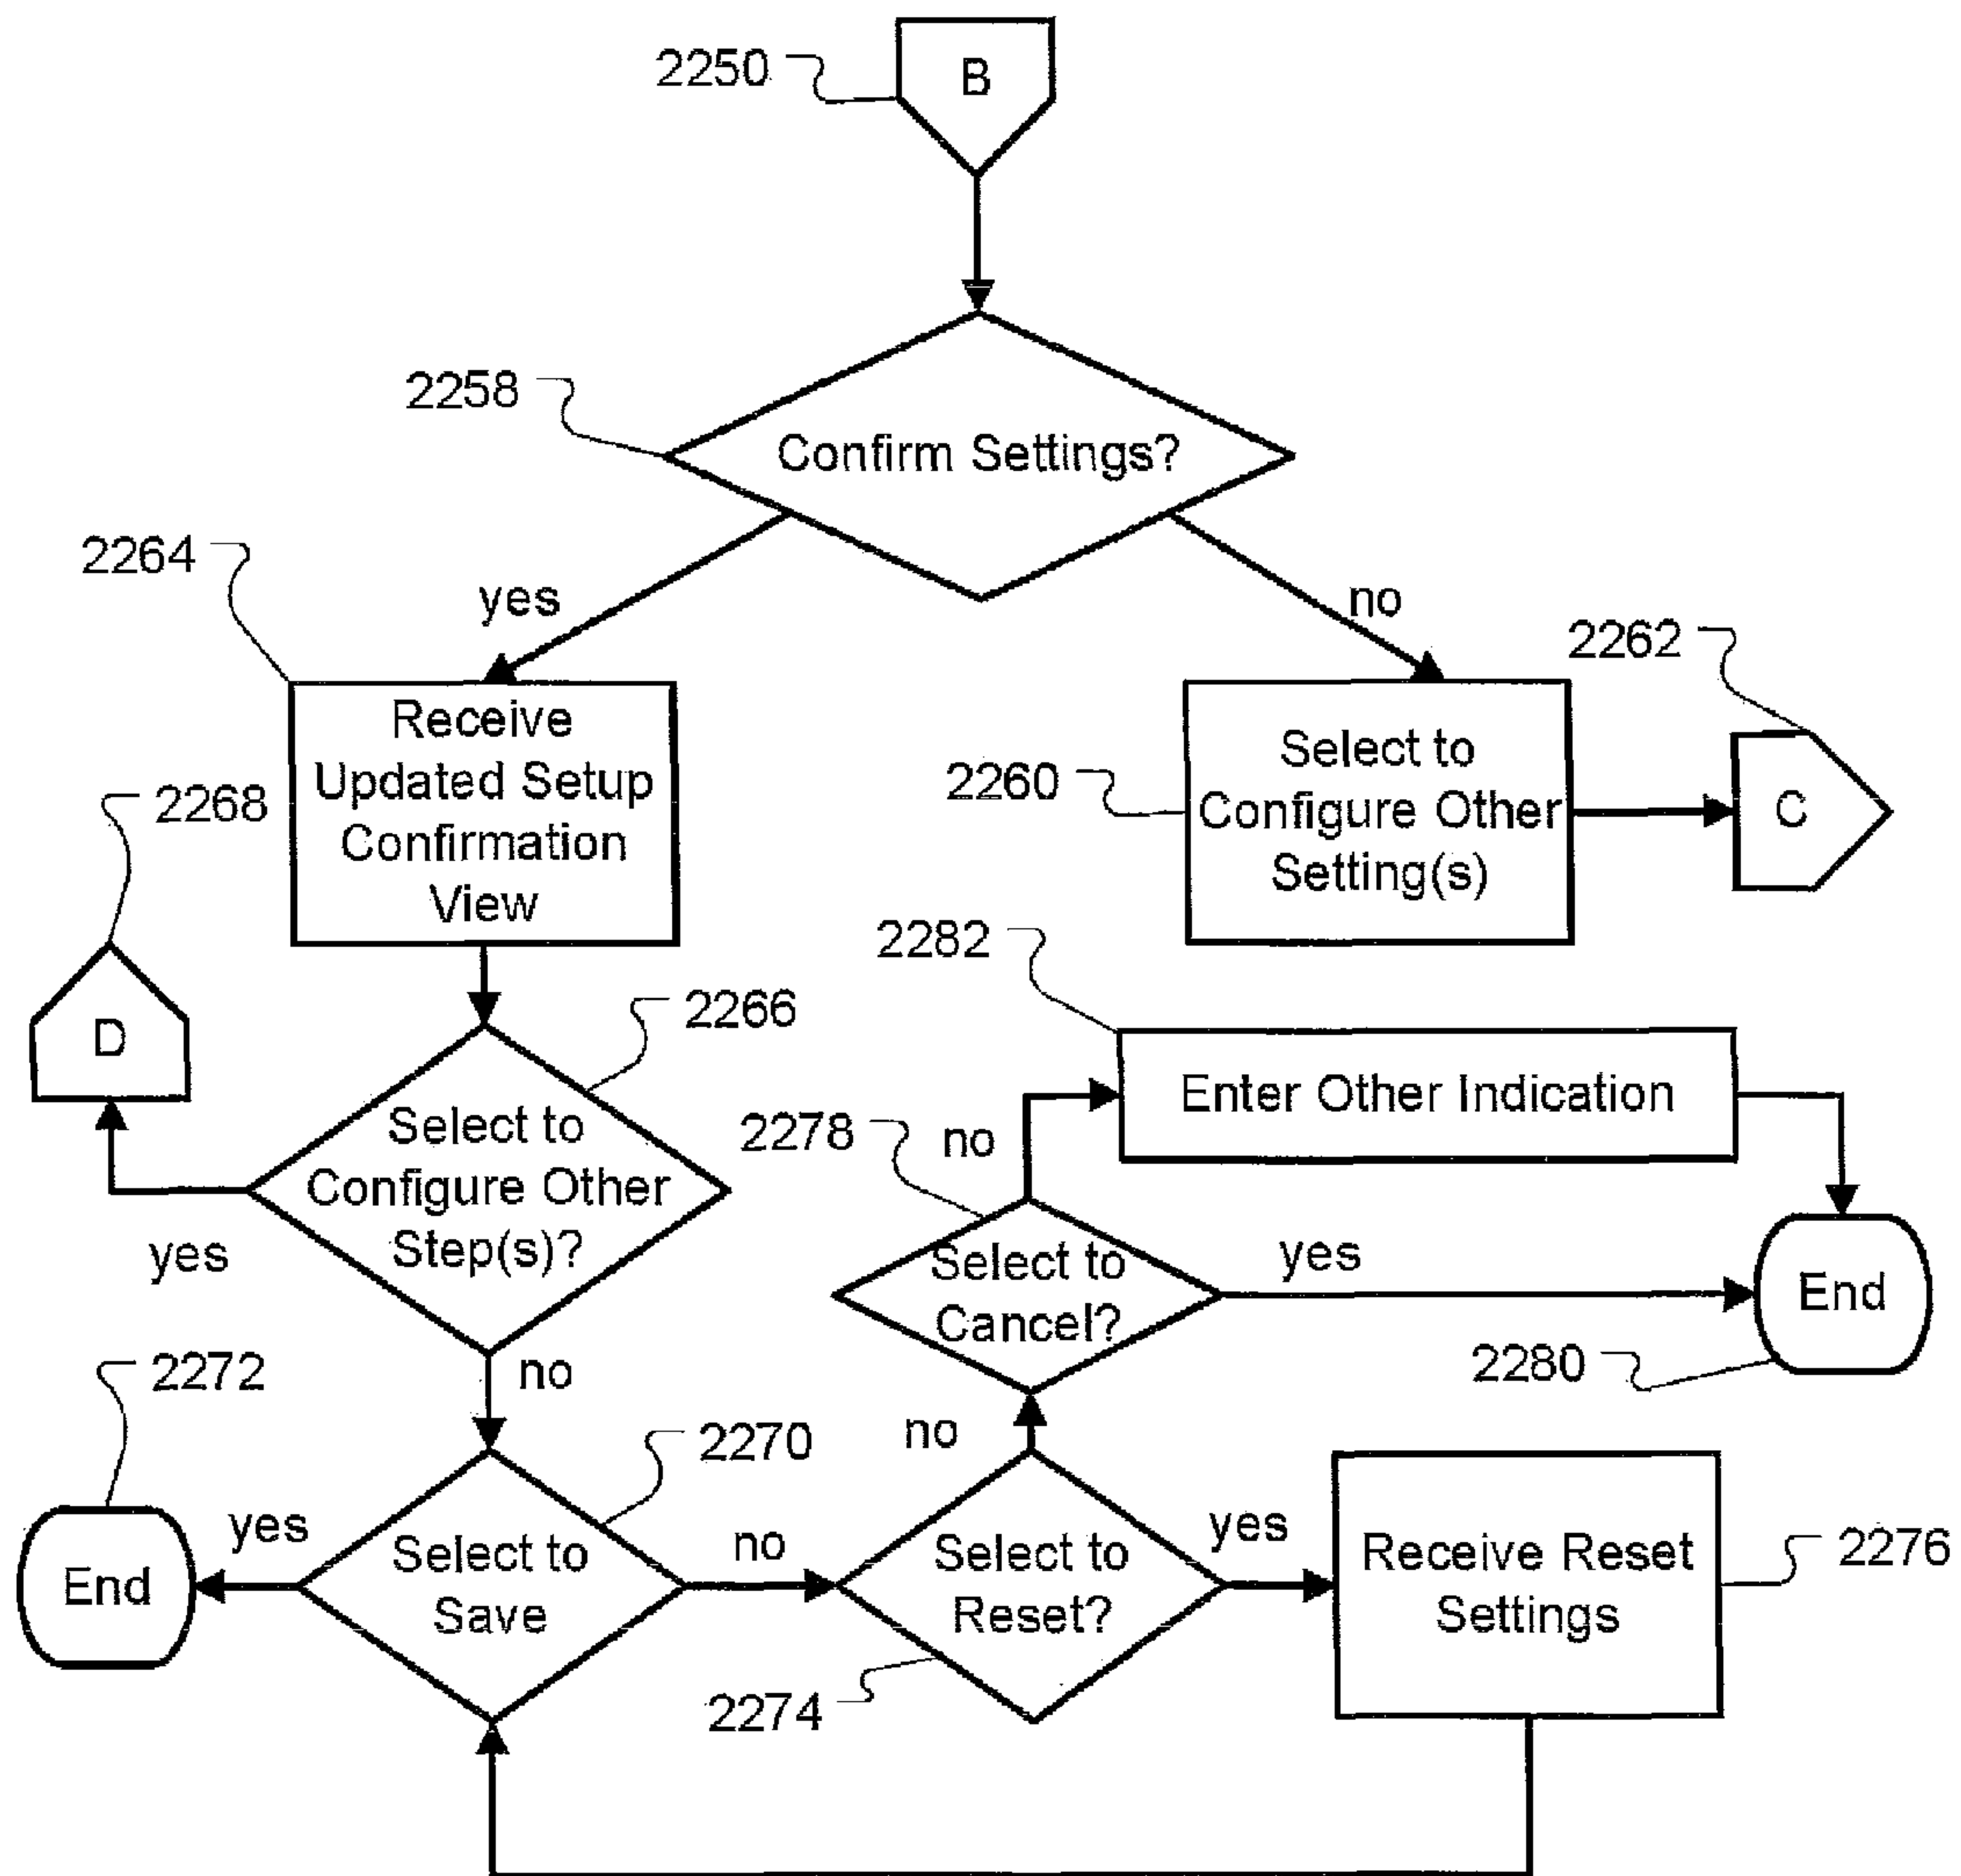 2250
B
2258
Confirm Settings?
2264
yes
no
2262
Receive
Updated Setup
Confirmation
View
2260
Select to
Configure Other
Setting(s)
C
2268
D
2266
Select to
Configure Other
Step(s)?
yes
no
2282
Enter Other Indication
2278
no
Select to
Cancel?
yes
End
2280
2272
End
yes
2270
Select to
Save
no
no
2274
Select to
Reset?
yes
Receive Reset
Settings
2276